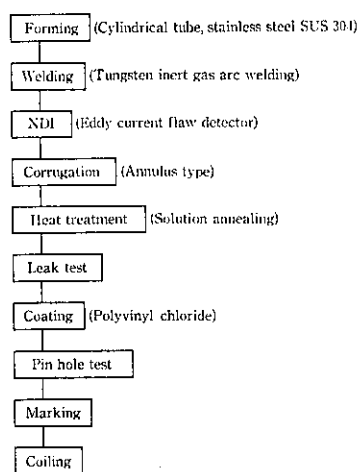 Forming (Cylindrical tube, stainless steel SUS 304)
Welding (Tungsten inert gas arc welding)
NDI (Eddy current flaw detector)
Corrugation (Annulus type)
Heat treatment (Solution annealing)
Leak test
Coating (Polyvinyl chloride)
Pin hole test
Marking
Coiling